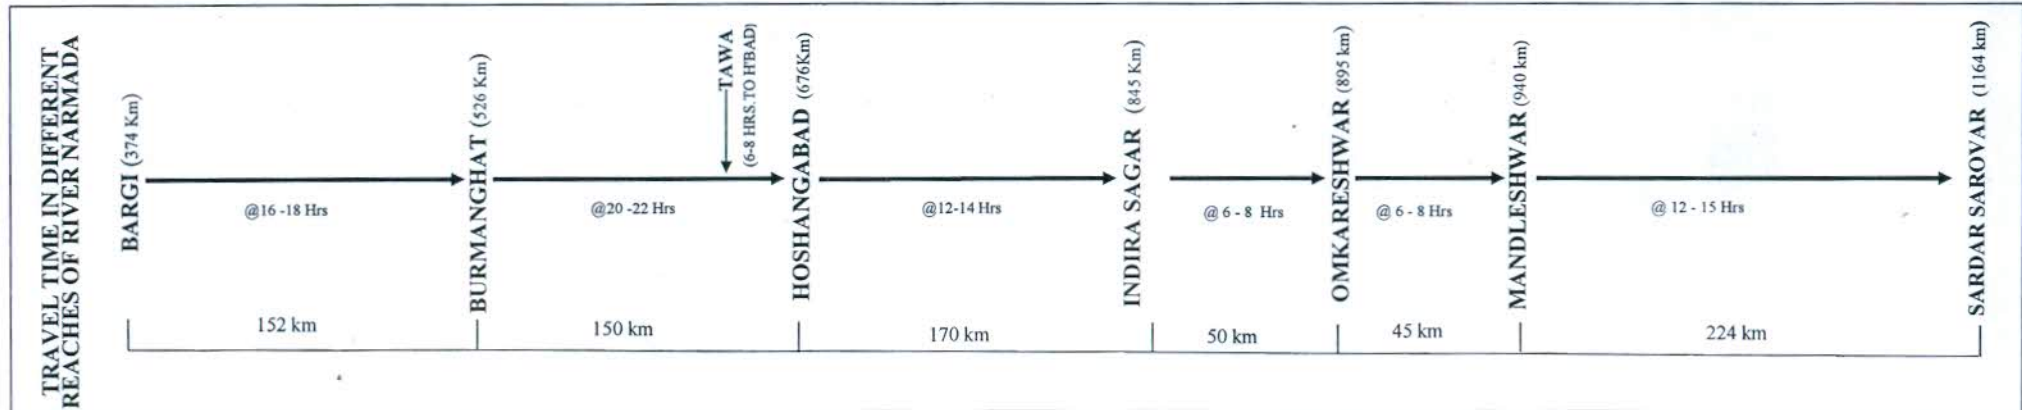 TRAVEL TIME IN DIFFERENT
REACHES OF RIVER NARMADA
BARGI (374 Km)
@16 -18 Hrs
BURMANGHAT (526 Km)
@20 -22 Hrs
TAWA
(6-8 HRS.TO H'BAD)
HOSHANGABAD (676Km)
@12-14 Hrs
INDIRA SAGAR (845 Km)
@ 6 - 8 Hrs
OMKARESHWAR (895 km)
@ 6 - 8 Hrs
MANDLESHWAR (940 km)
@ 12 - 15 Hrs
SARDAR SAROVAR (1164 km)
152 km
150 km
170 km
50 km
45 km
224 km